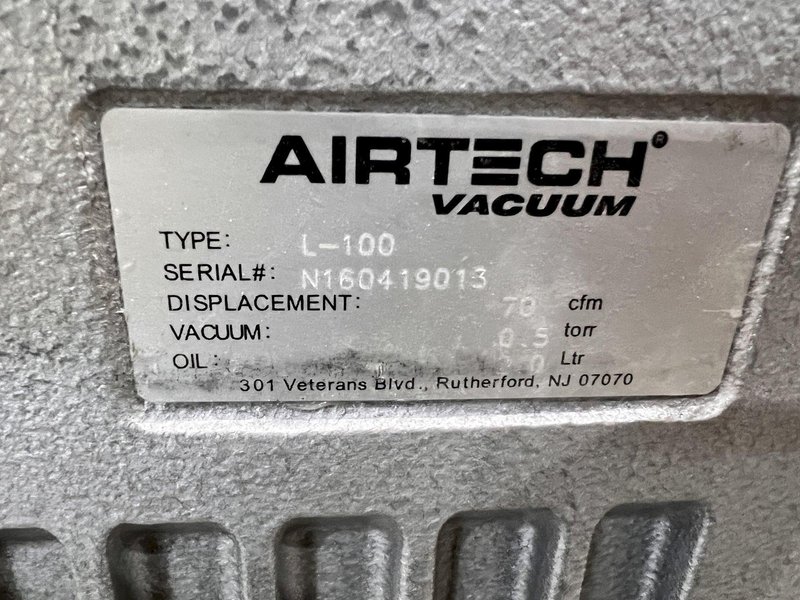 AIRTECH®
VACUUM
TYPE: L-100
SERIAL#: N160419013
DISPLACEMENT: 70 cfm
VACUUM: 0.5 torr
OIL: Ltr
301 Veterans Blvd., Rutherford, NJ 07070